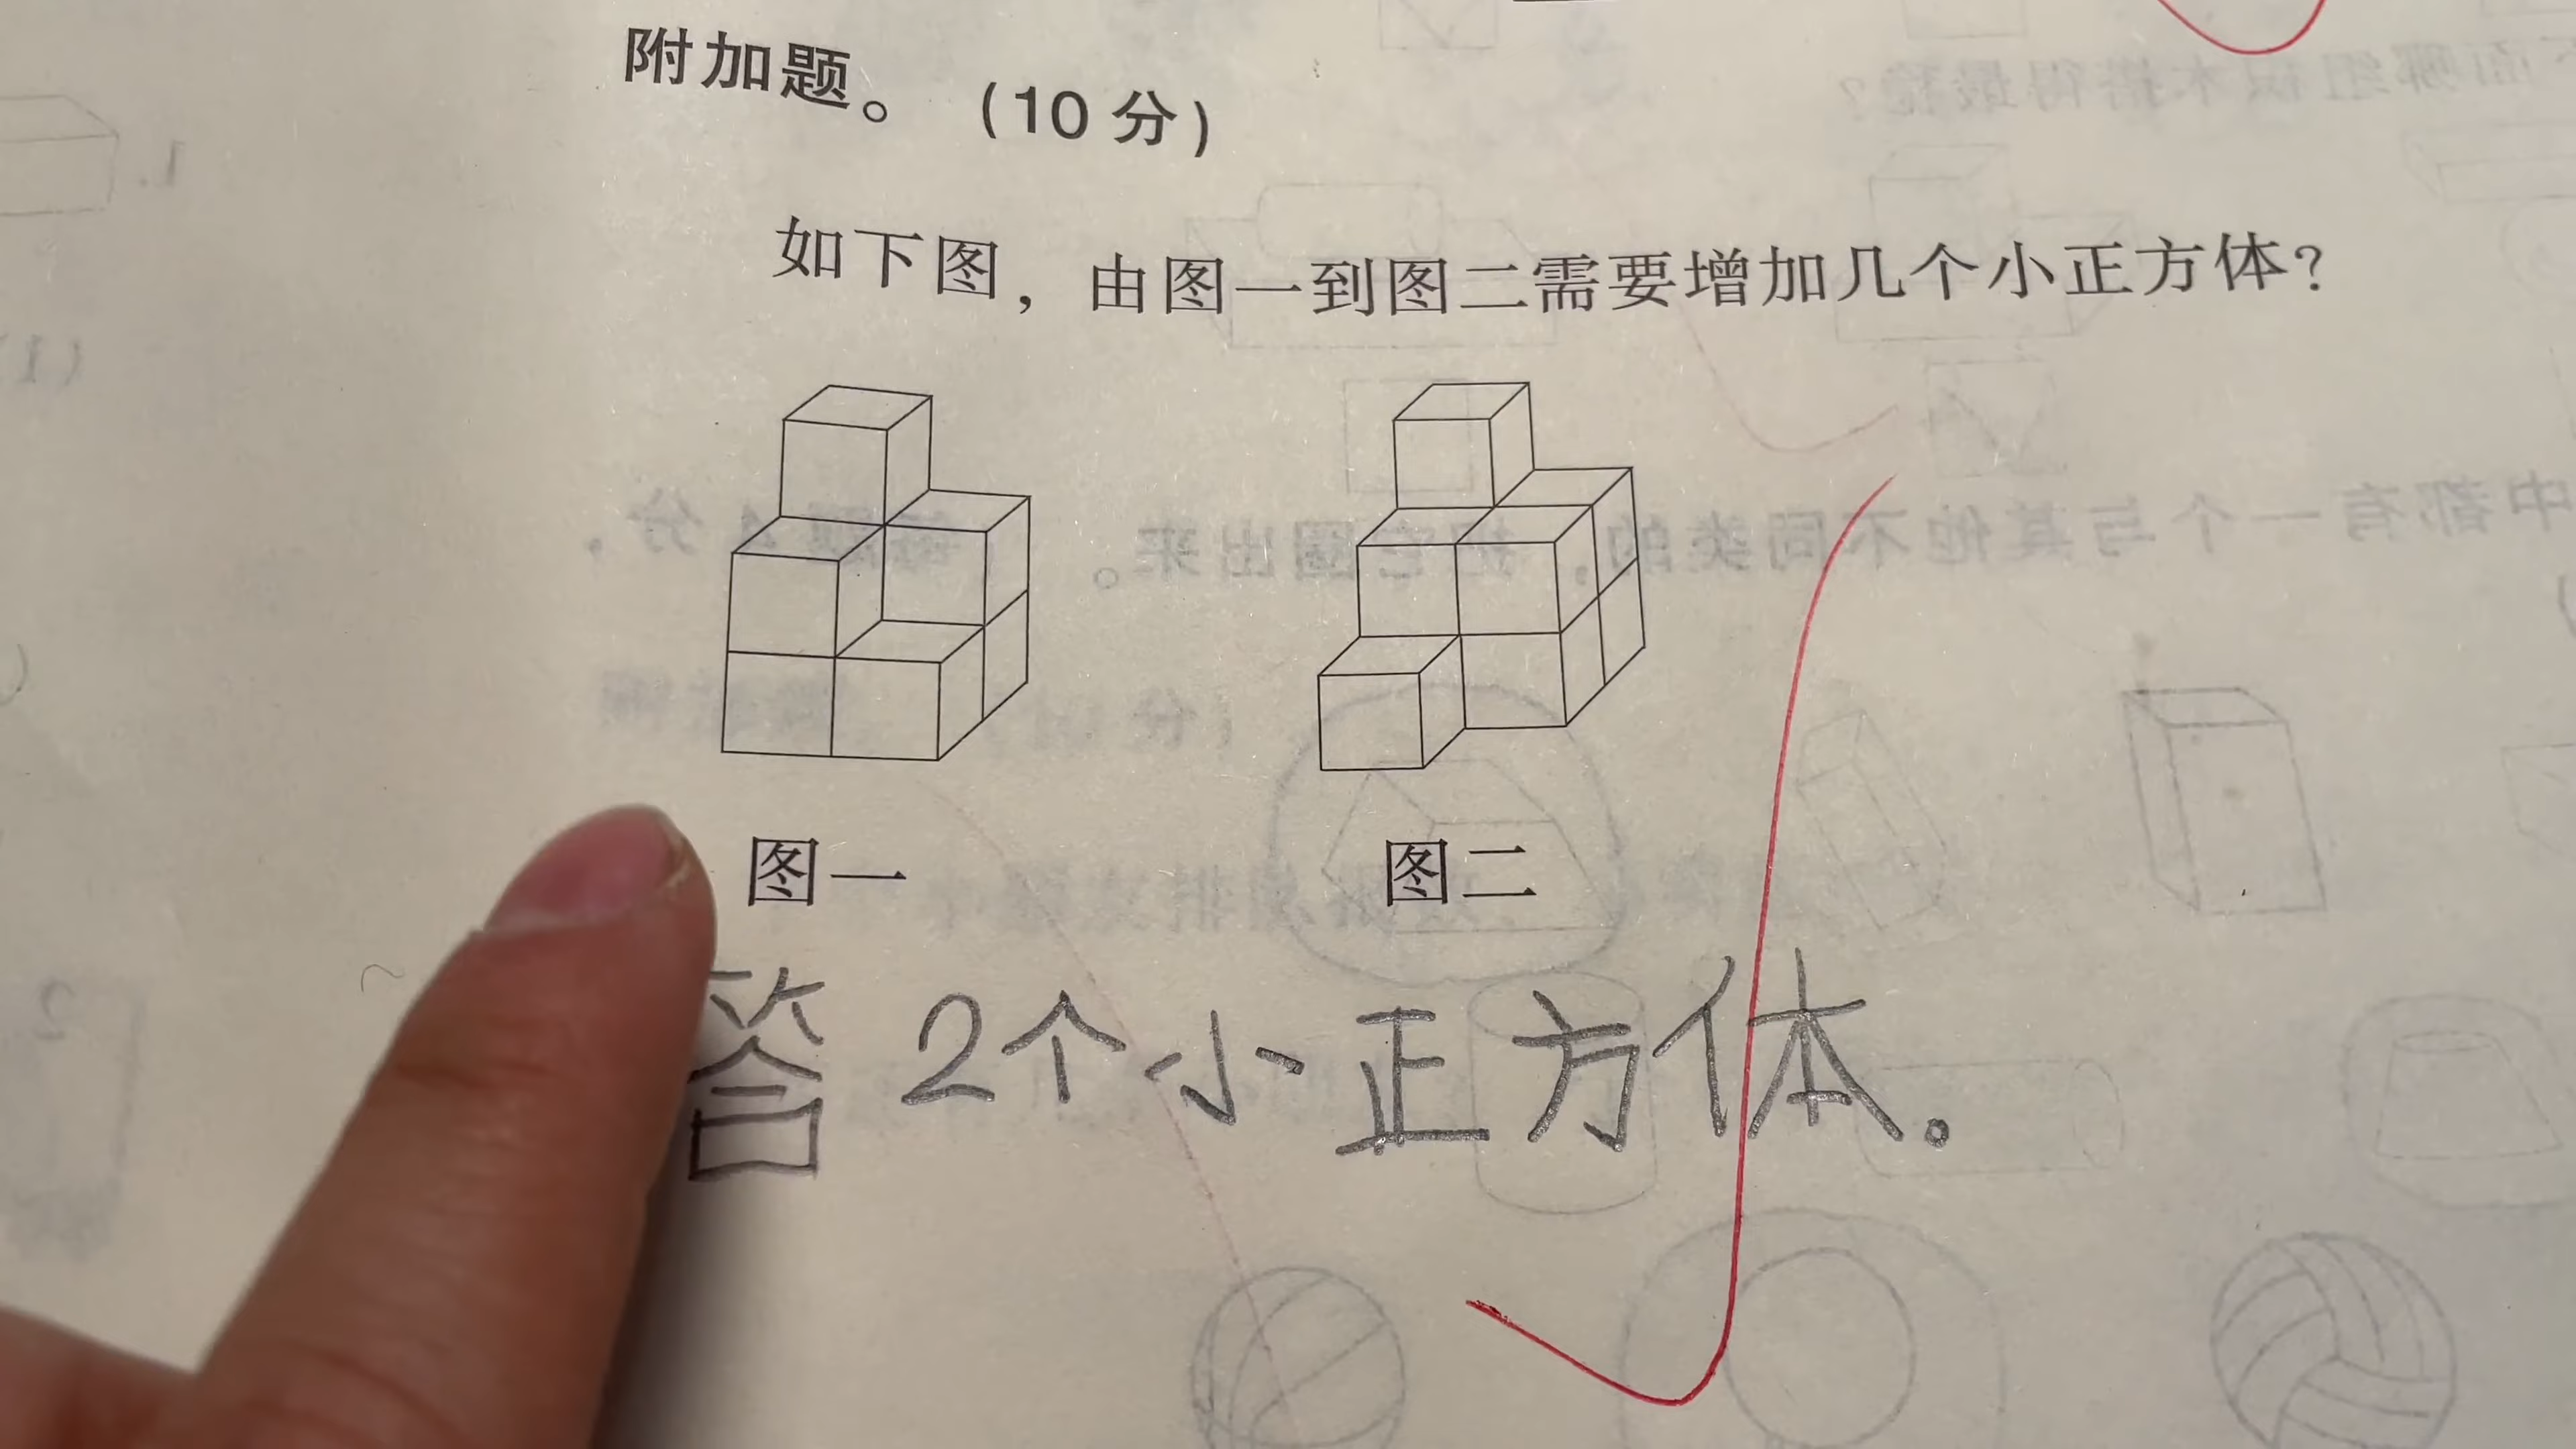 附加题。(10分)
如下图，由图一到图二需要增加几个小正方体？
图一 图二
答 2个小正方体。